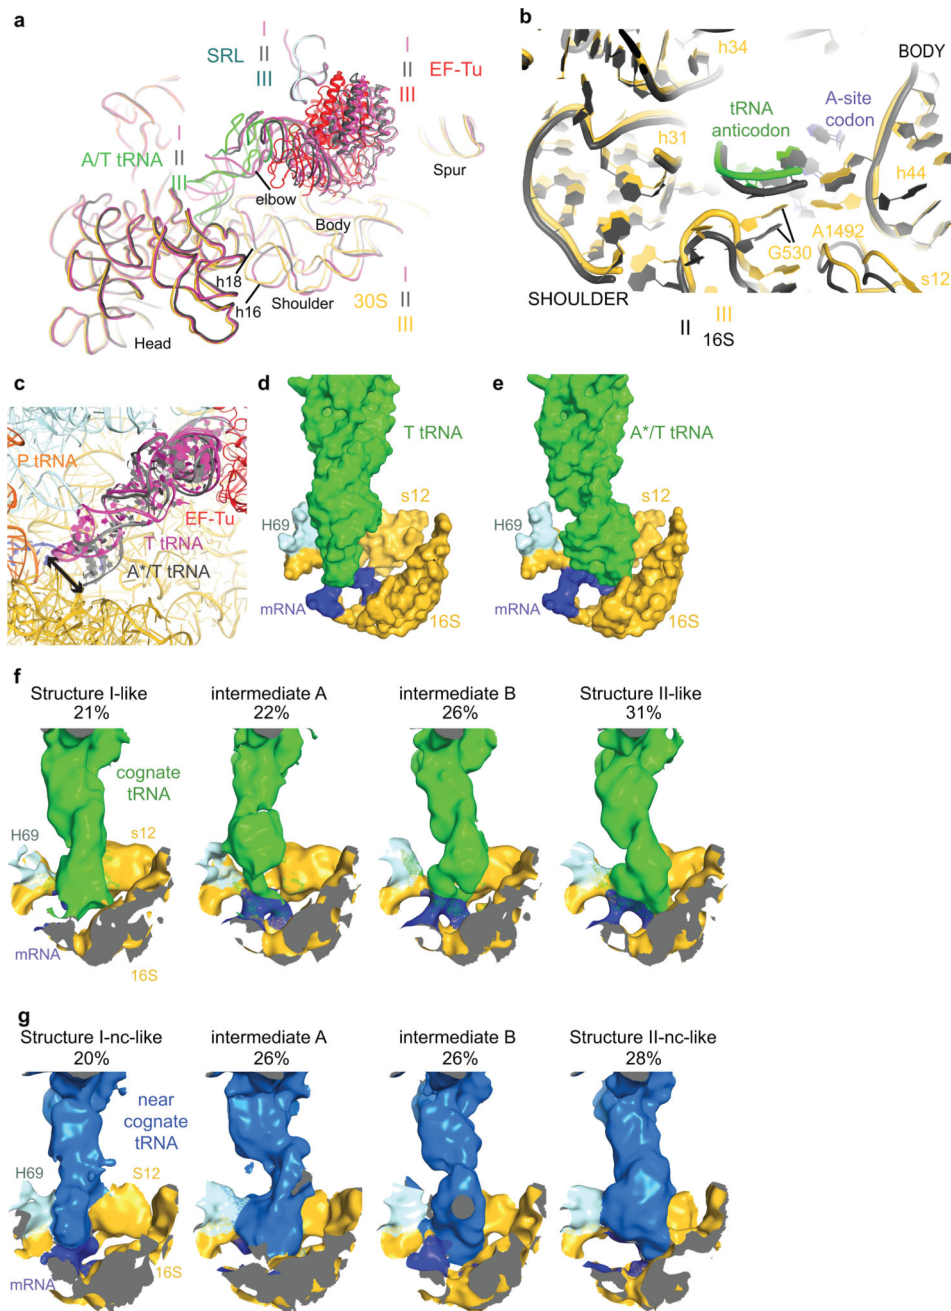 a
I
II
III
SRL
I
II
III
EF-Tu
I
II
III
A/T tRNA
elbow
Spur
Body
h18
h16
Shoulder
Head
30S
I
II
III
b
h34
BODY
tRNA
anticodon
A-site
codon
h31
h44
A1492
G530
s12
SHOULDER
III
II
16S
c
P tRNA
EF-Tu
T tRNA
A*/T tRNA
d
T tRNA
s12
H69
mRNA
16S
e
A*/T tRNA
s12
H69
mRNA
16S
f
Structure I-like
21%
intermediate A
22%
intermediate B
26%
Structure II-like
31%
cognate
tRNA
H69
s12
mRNA
16S
g
Structure I-nc-like
20%
intermediate A
26%
intermediate B
26%
Structure II-nc-like
28%
near
cognate
tRNA
H69
S12
mRNA
16S